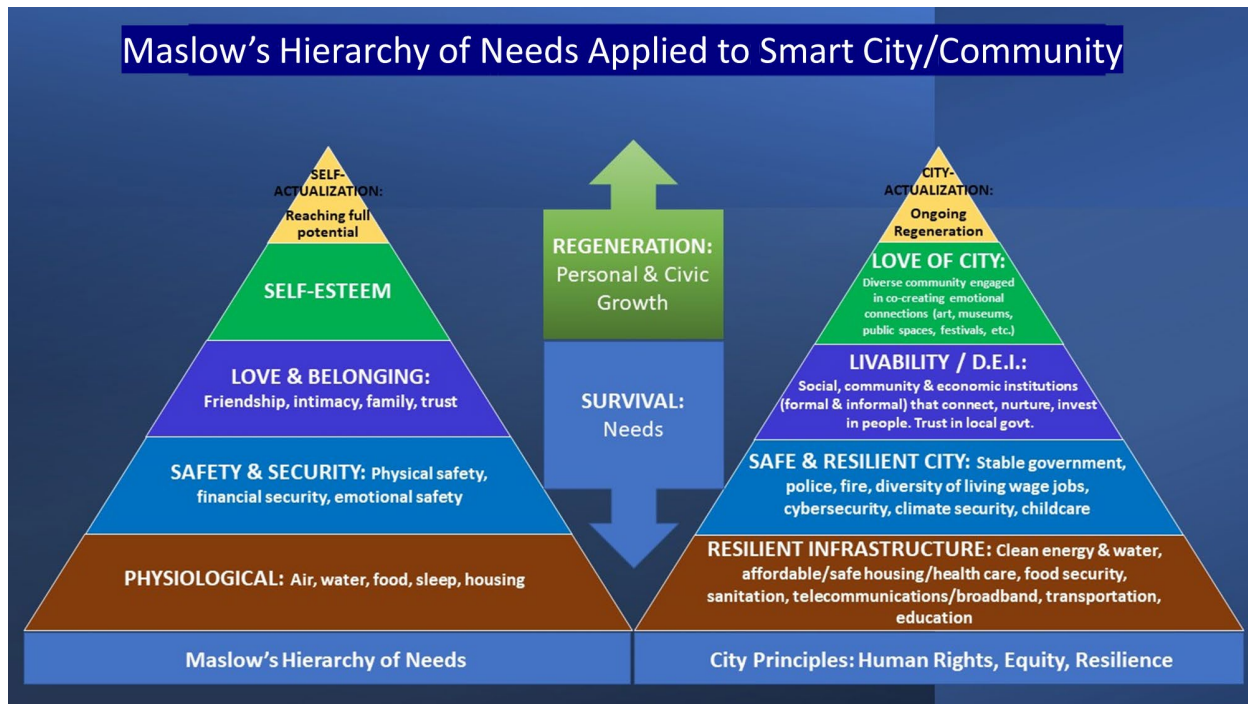 Maslow's Hierarchy of Needs Applied to Smart City/Community
SELF-
ACTUALIZATION:
Reaching full
potential
SELF-ESTEEM
LOVE & BELONGING:
Friendship, intimacy, family, trust
SAFETY & SECURITY: Physical safety,
financial security, emotional safety
PHYSIOLOGICAL: Air, water, food, sleep, housing
Maslow's Hierarchy of Needs
REGENERATION:
Personal & Civic
Growth
SURVIVAL:
Needs
CITY-
ACTUALIZATION:
Ongoing
Regeneration
LOVE OF CITY:
Diverse community engaged
in co-creating emotional
connections (art, museums,
public spaces, festivals, etc.)
LIVABILITY / D.E.I.:
Social, community & economic institutions
(formal & informal) that connect, nurture, invest
in people. Trust in local govt.
SAFE & RESILIENT CITY: Stable government,
police, fire, diversity of living wage jobs,
cybersecurity, climate security, childcare
RESILIENT INFRASTRUCTURE: Clean energy & water,
affordable/safe housing/health care, food security,
sanitation, telecommunications/broadband, transportation,
education
City Principles: Human Rights, Equity, Resilience